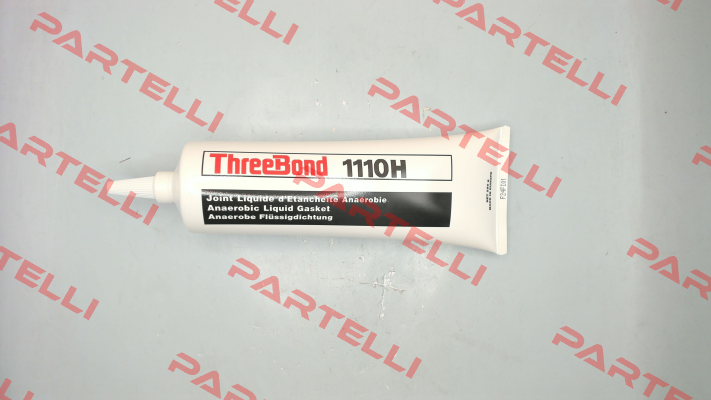 ThreeBond 1110H
Joint Liquide d'Etanchéité Anaérobie
Anaerobic Liquid Gasket
Anaerobe Flüssigdichtung
PARTELLI
PARTELLI
PARTELLI
PARTELLI
PARTELLI
PARTELLI
PARTELLI
PARTELLI
PARTELLI
PARTELLI